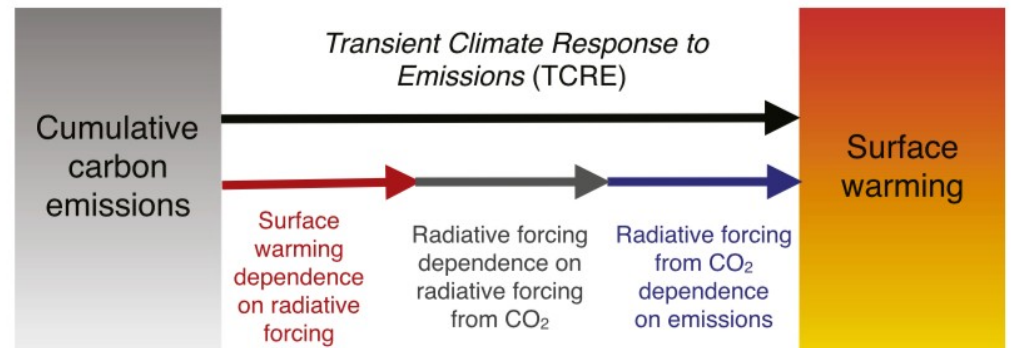 Transient Climate Response to
Emissions (TCRE)
Cumulative
carbon
emissions
Surface
warming
Surface
warming
dependence
on radiative
forcing
Radiative forcing
dependence on
radiative forcing
from CO₂
Radiative forcing
from CO₂
dependence
on emissions